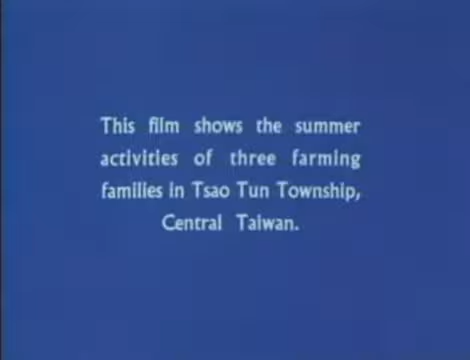 This film shows the summer
activities of three farming
families in Tsao Tun Township,
Central Taiwan.